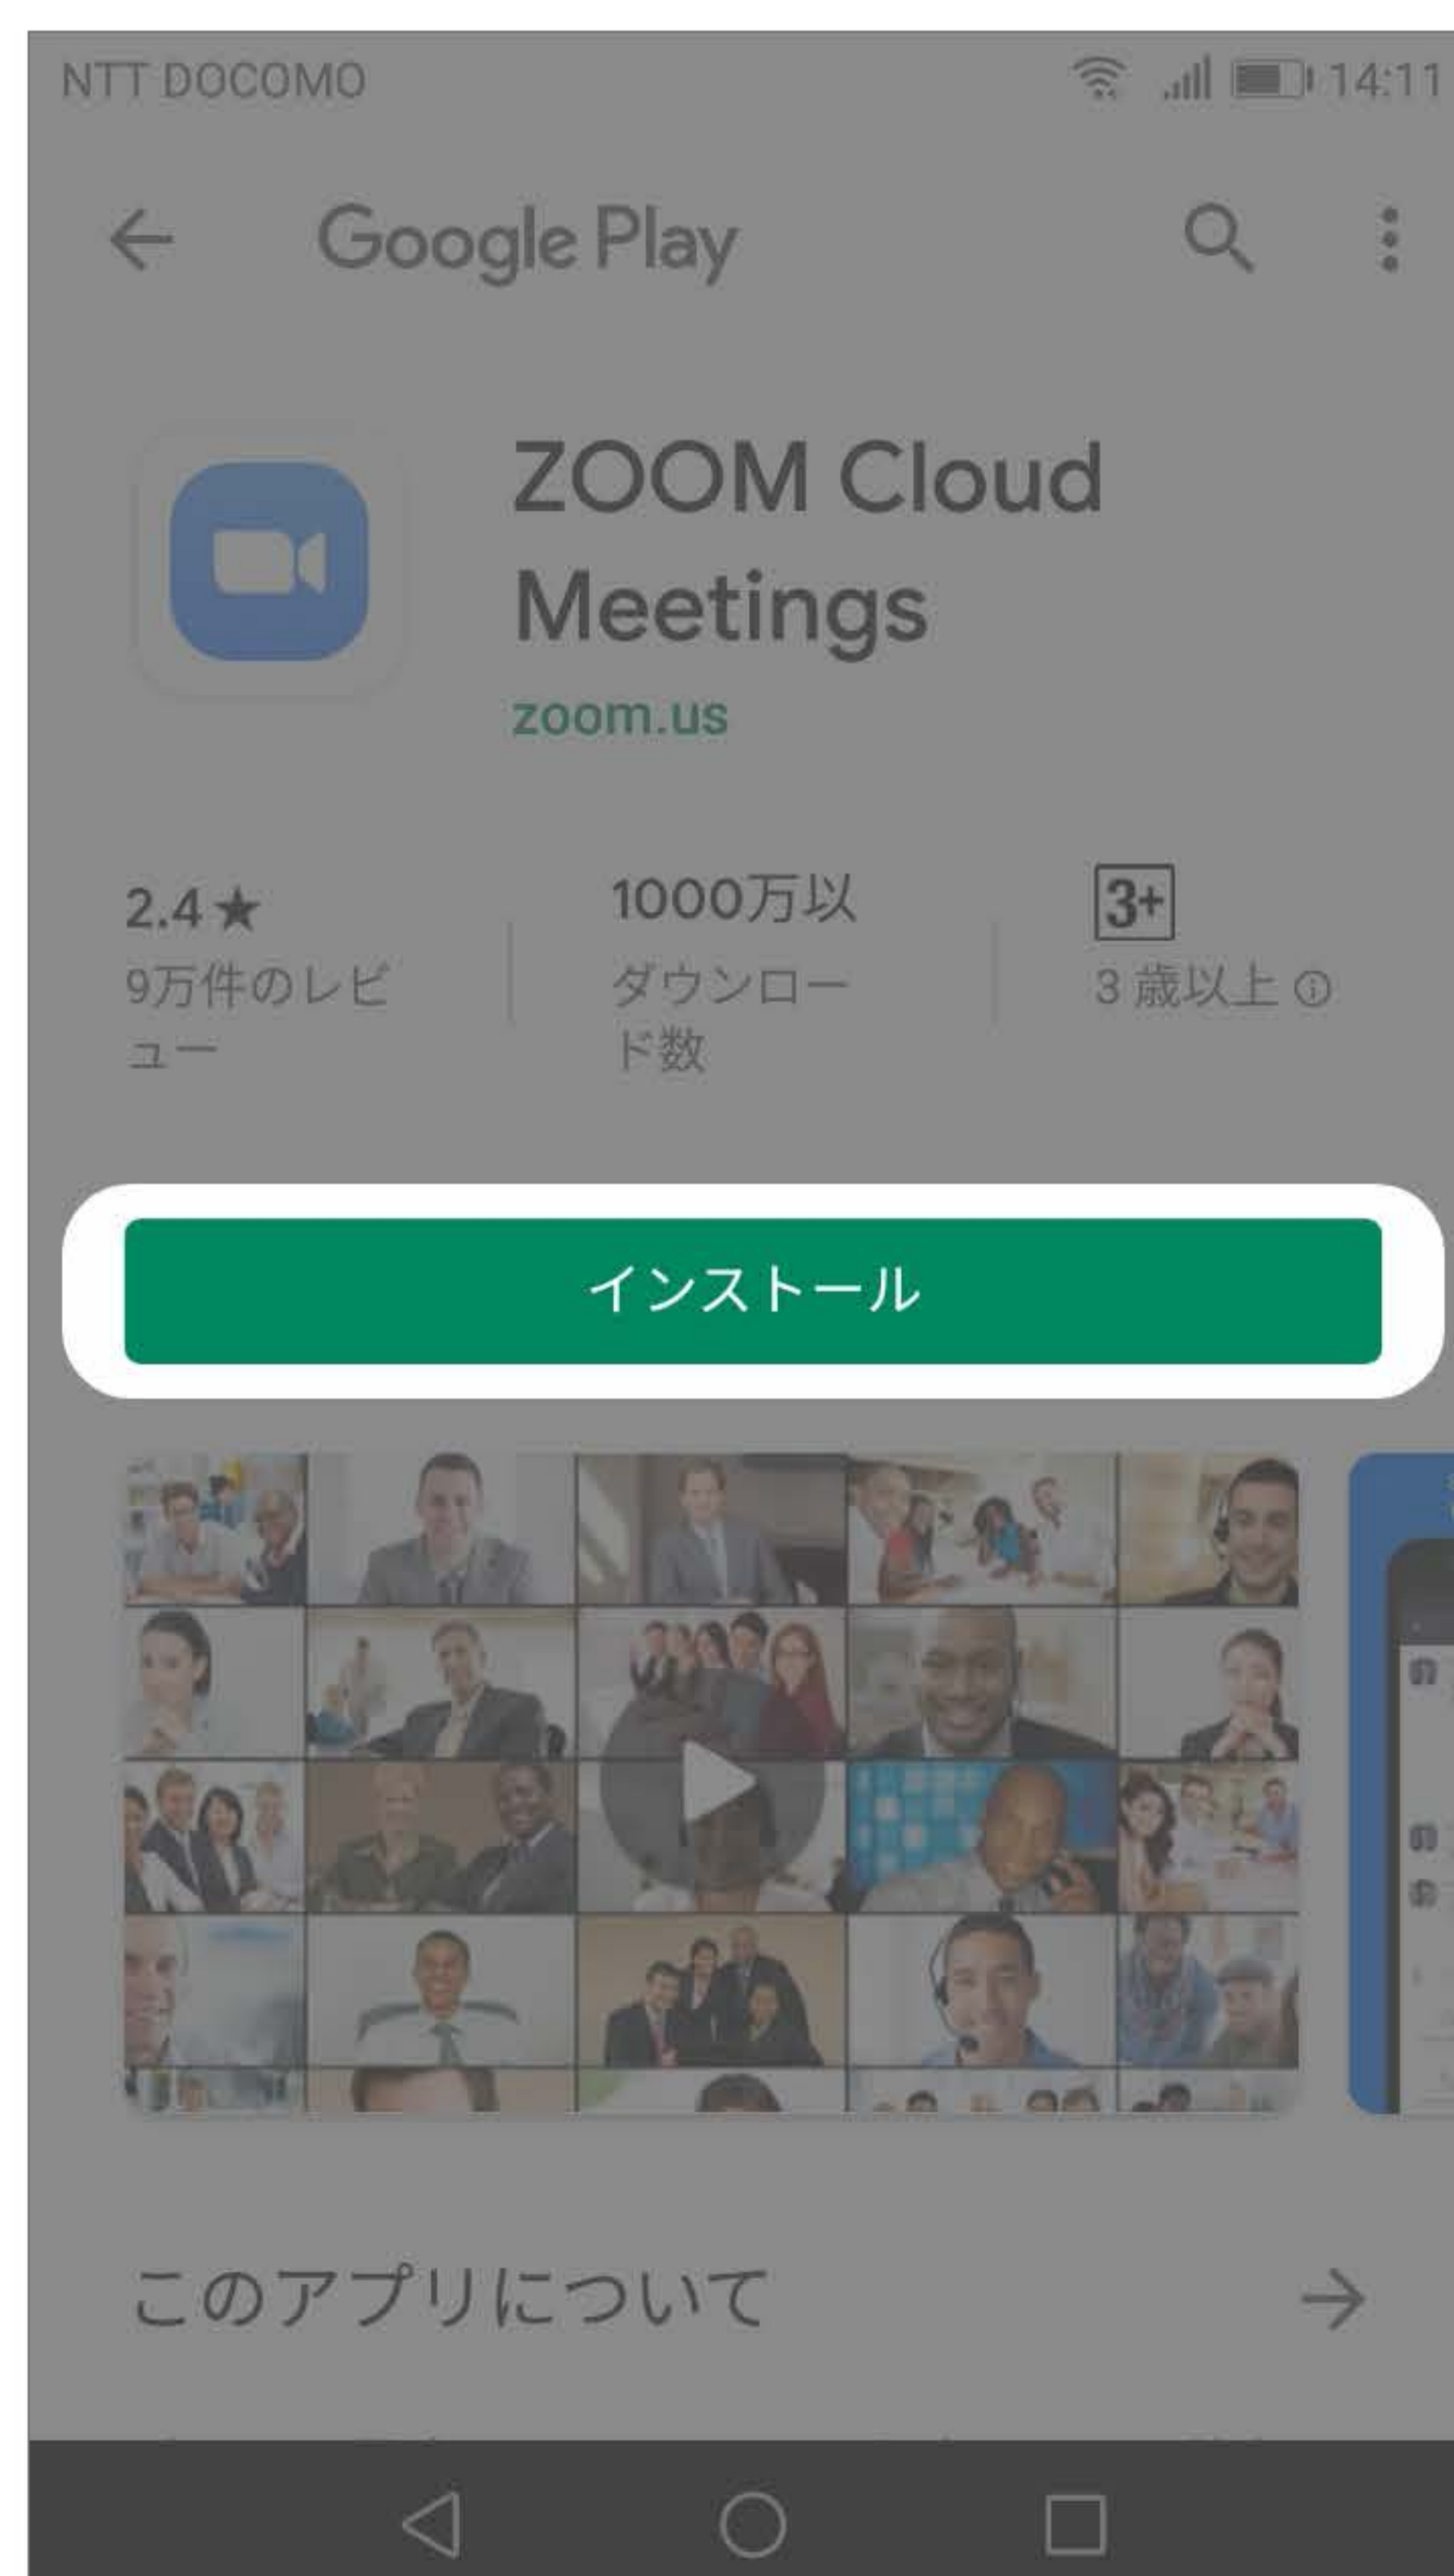 NTT DOCOMO 14:11
Google Play
ZOOM Cloud
Meetings
zoom.us
2.4★ 1000万以 3+
9万件のレビ ダウンロー 3 歳以上
ュー ド数
インストール
このアプリについて